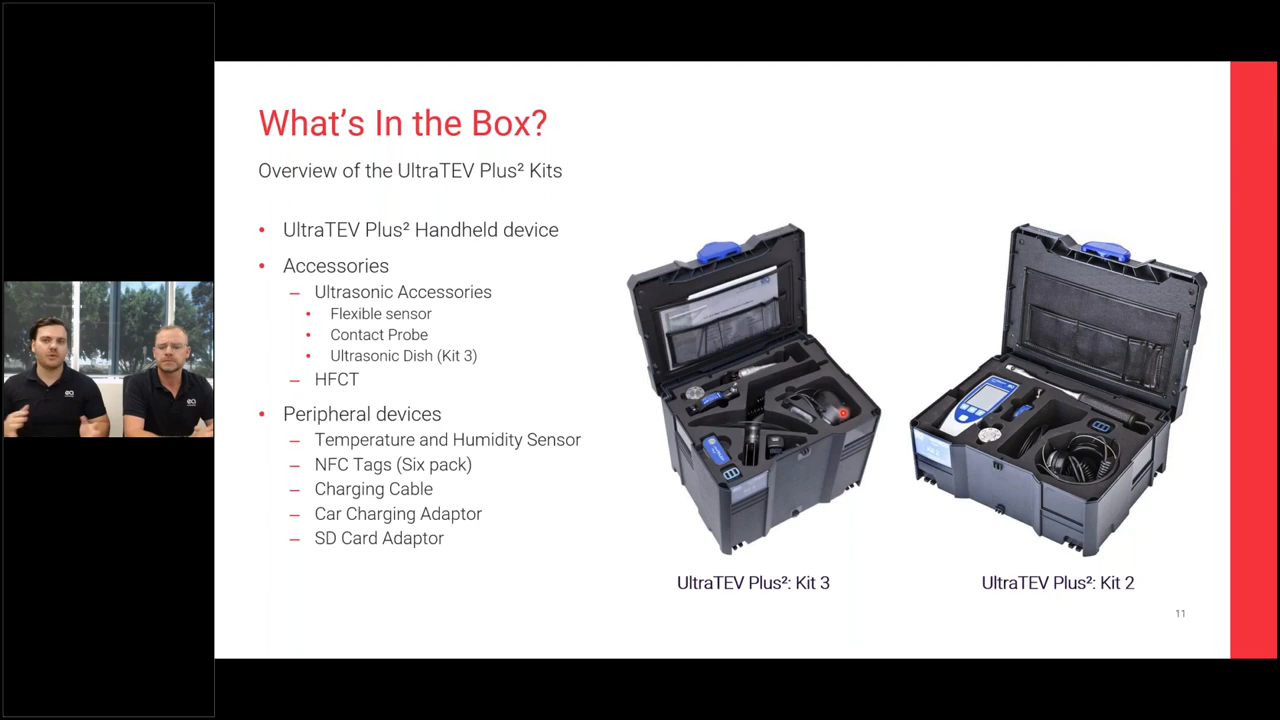 What's In the Box?
Overview of the UltraTEV Plus² Kits
• UltraTEV Plus² Handheld device
• Accessories
– Ultrasonic Accessories
• Flexible sensor
• Contact Probe
• Ultrasonic Dish (Kit 3)
– HFCT
• Peripheral devices
– Temperature and Humidity Sensor
– NFC Tags (Six pack)
– Charging Cable
– Car Charging Adaptor
– SD Card Adaptor
UltraTEV Plus²: Kit 3
UltraTEV Plus²: Kit 2
11
ea
ea